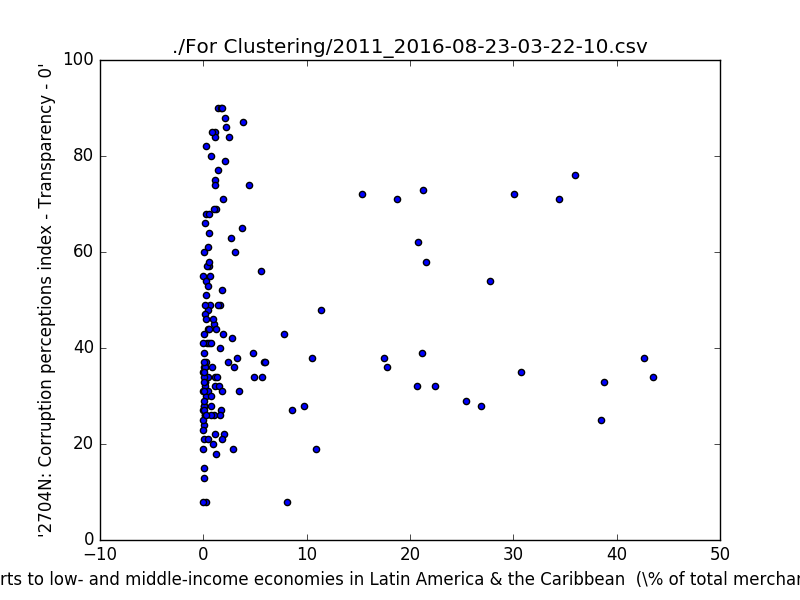 ./For Clustering/2011_2016-08-23-03-22-10.csv
100
80
60
40
20
0
'2704N: Corruption perceptions index - Transparency - 0'
−10 0 10 20 30 40 50
rts to low- and middle-income economies in Latin America & the Caribbean (\% of total merchan